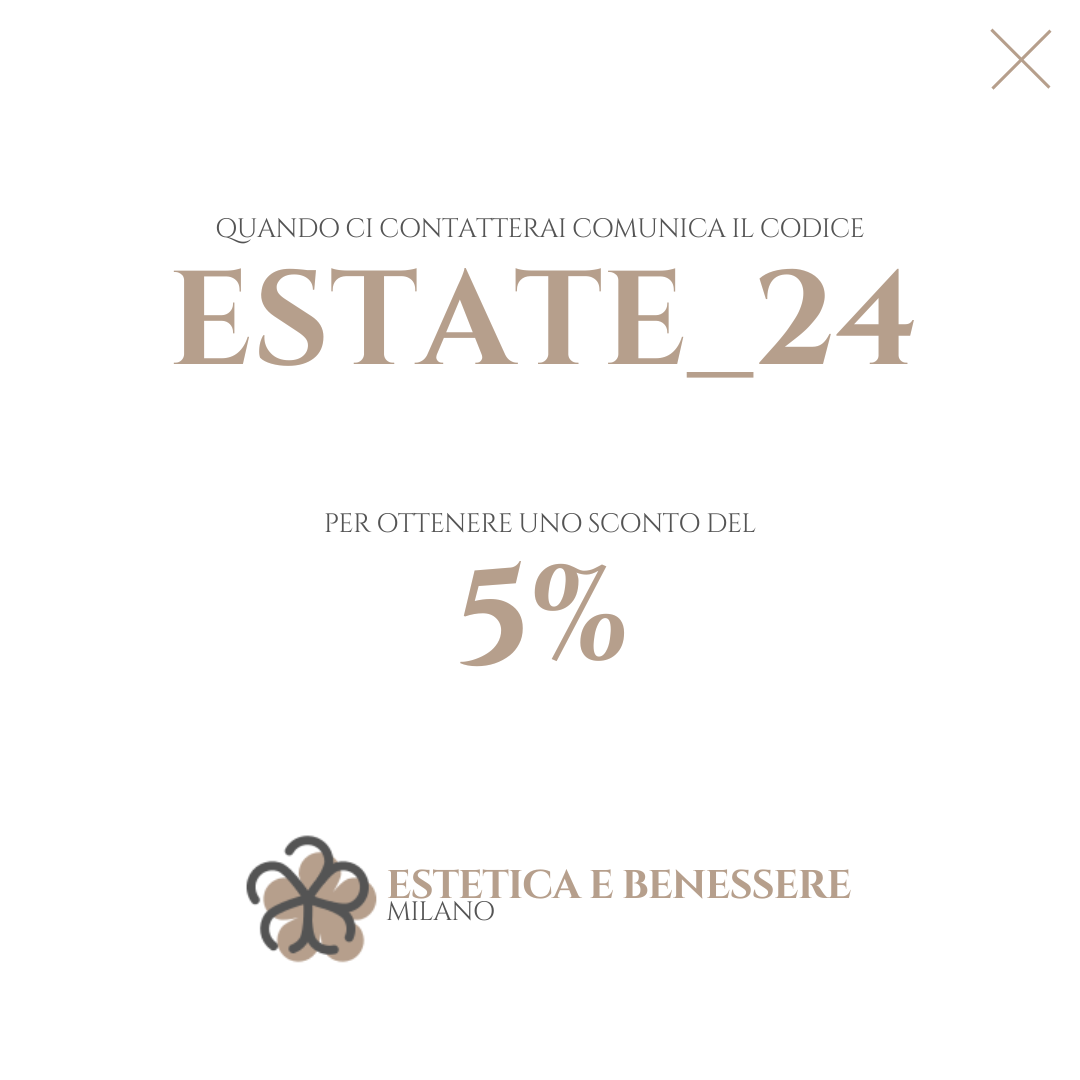 QUANDO CI CONTATTERAI COMUNICA IL CODICE
ESTATE_24
PER OTTENERE UNO SCONTO DEL
5%
ESTETICA E BENESSERE
MILANO